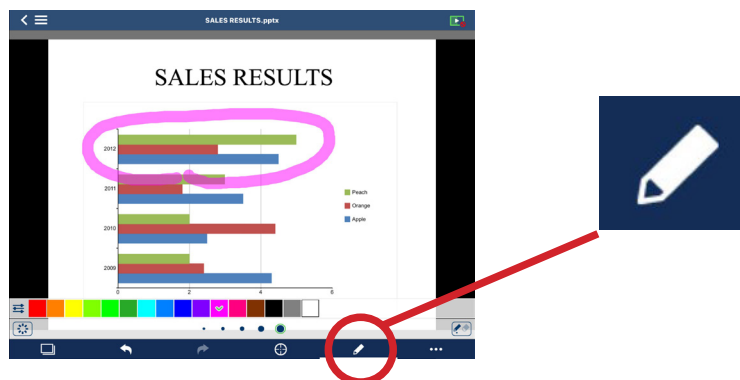 SALES RESULTS.pptx
SALES RESULTS
2012
2011
Peach
Orange
2010
Apple
2009
0 2 4 6